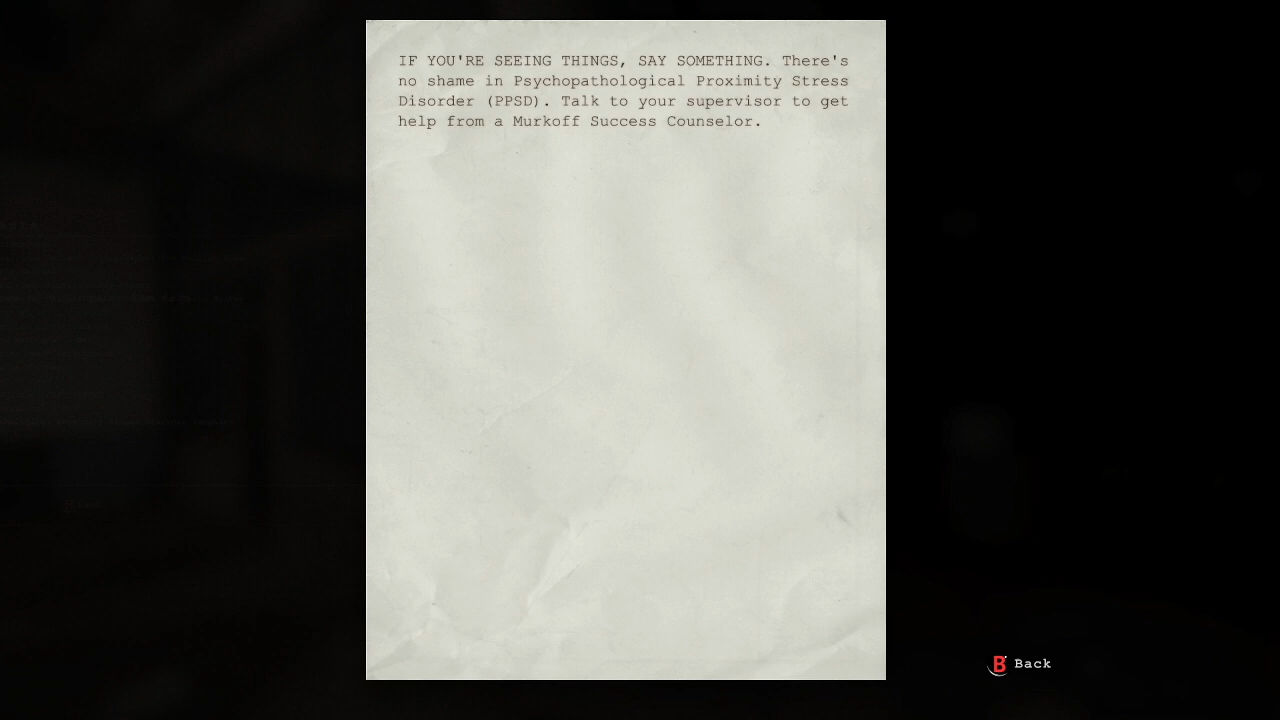 IF YOU'RE SEEING THINGS, SAY SOMETHING. There's
no shame in Psychopathological Proximity Stress
Disorder (PPSD). Talk to your supervisor to get
help from a Murkoff Success Counselor.
B Back